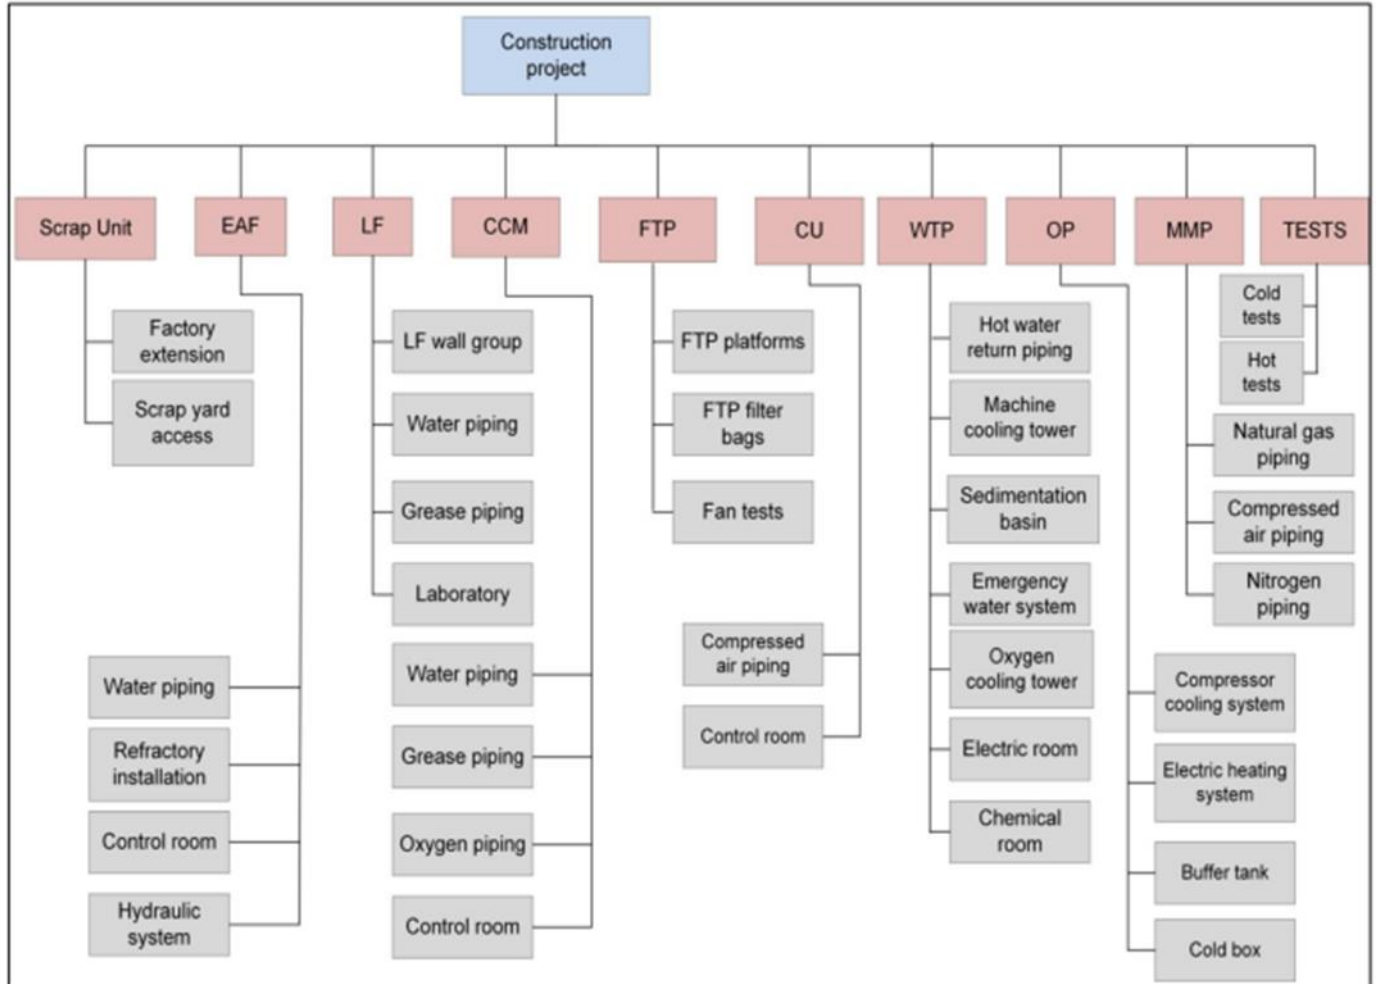 Construction
project
Scrap Unit
EAF
LF
CCM
FTP
CU
WTP
OP
MMP
TESTS
Factory
extension
Scrap yard
access
Water piping
Refractory
installation
Control room
Hydraulic
system
LF wall group
Water piping
Grease piping
Laboratory
Water piping
Grease piping
Oxygen piping
Control room
FTP platforms
FTP filter
bags
Fan tests
Compressed
air piping
Control room
Hot water
return piping
Machine
cooling tower
Sedimentation
basin
Emergency
water system
Oxygen
cooling tower
Electric room
Chemical
room
Compressor
cooling system
Electric heating
system
Buffer tank
Cold box
Natural gas
piping
Compressed
air piping
Nitrogen
piping
Cold
tests
Hot
tests